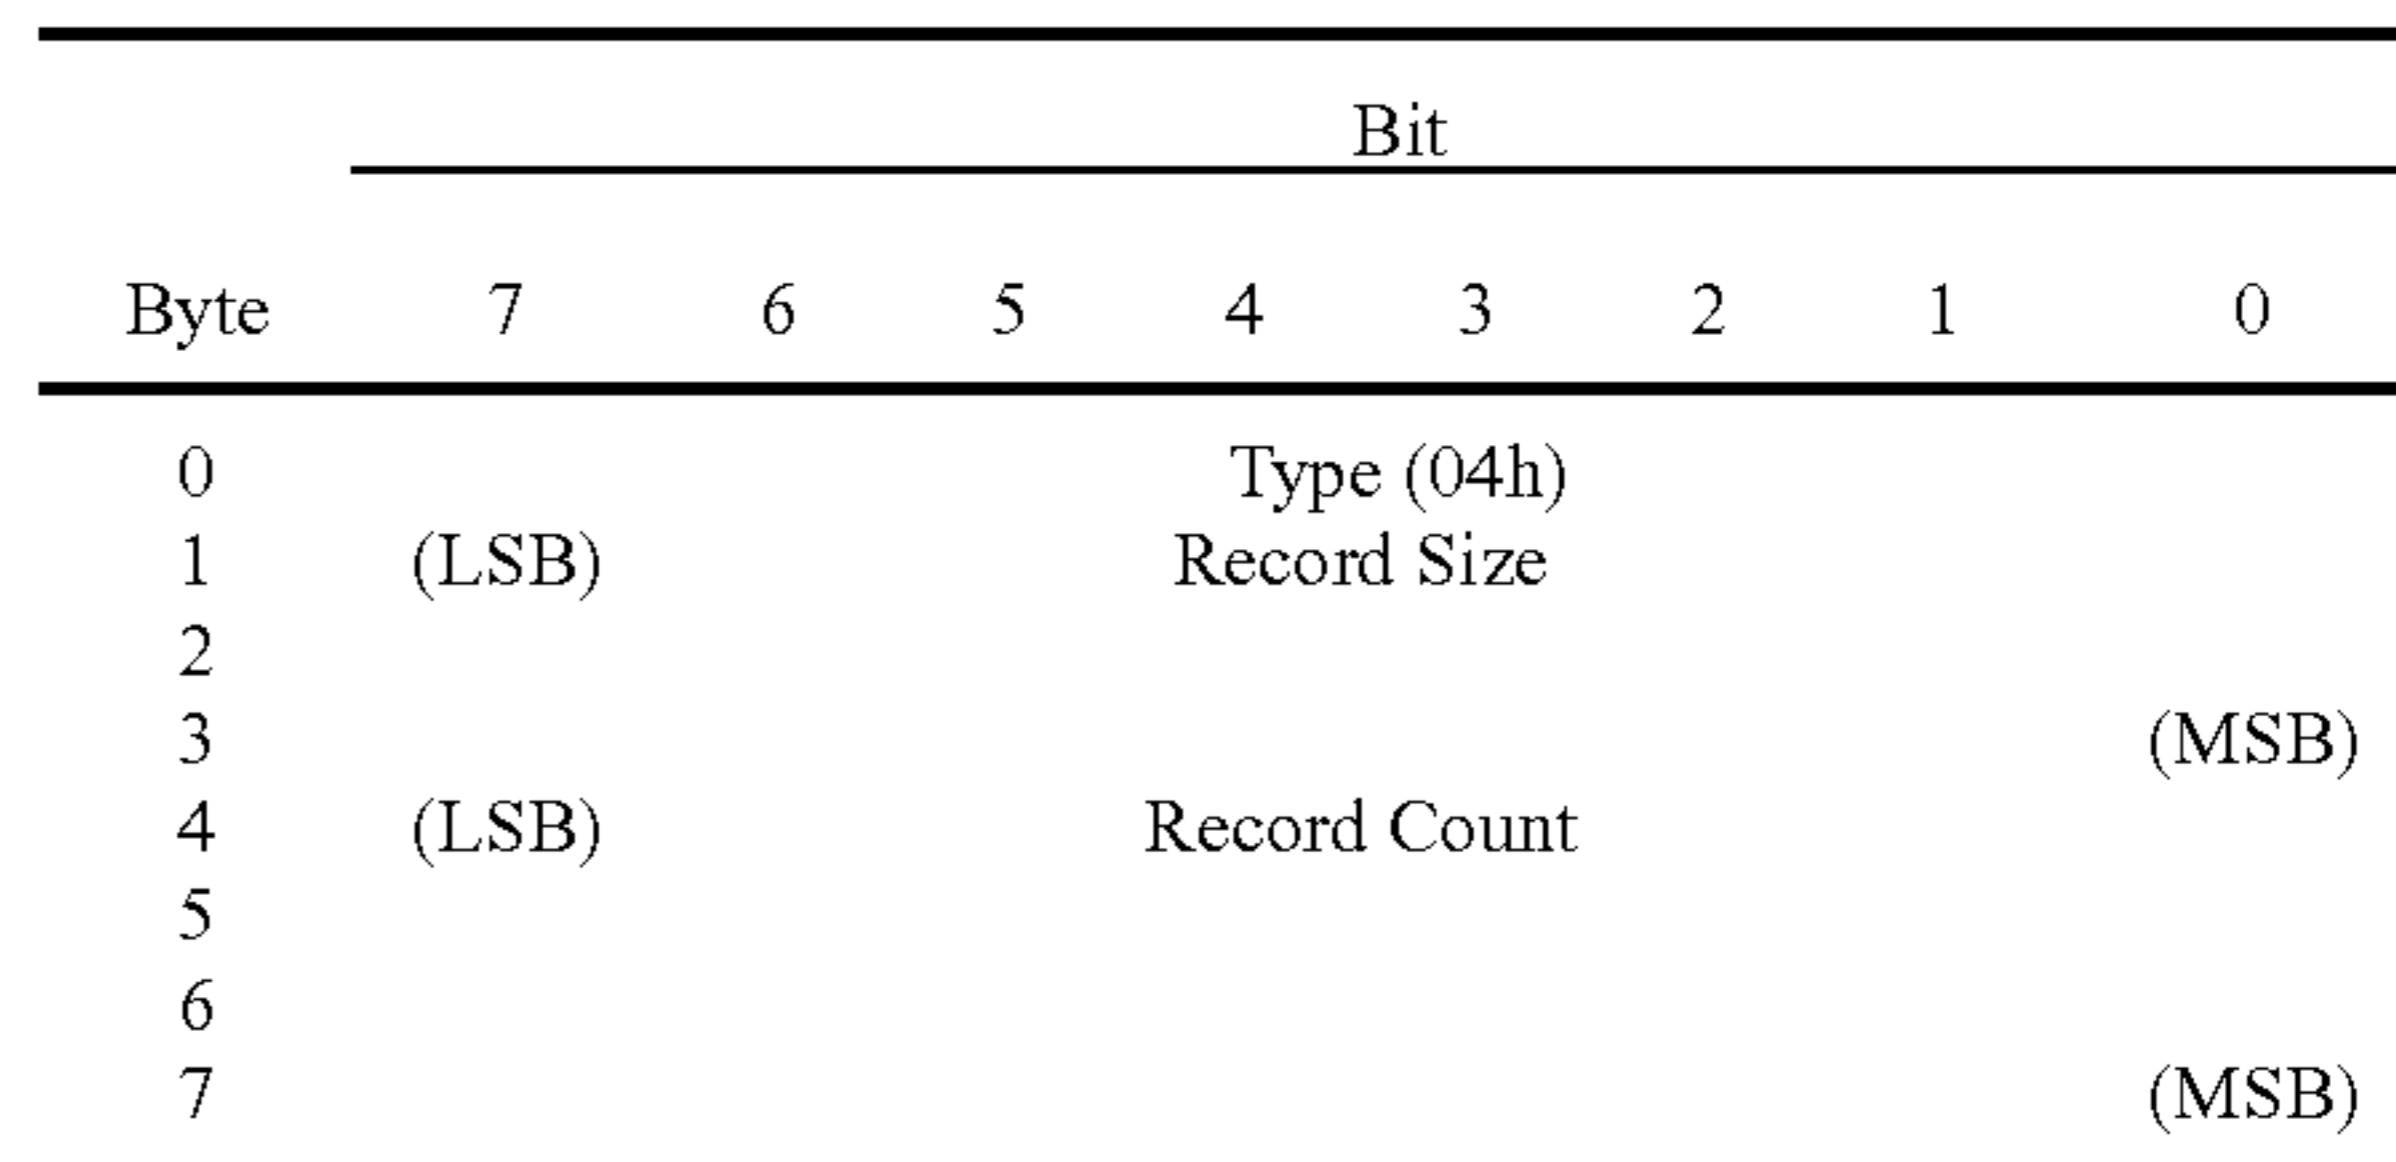 Bit
Byte 7 6 5 4 3 2 1 0
0 Type (04h)
1 (LSB) Record Size
2
3 (MSB)
4 (LSB) Record Count
5
6
7 (MSB)